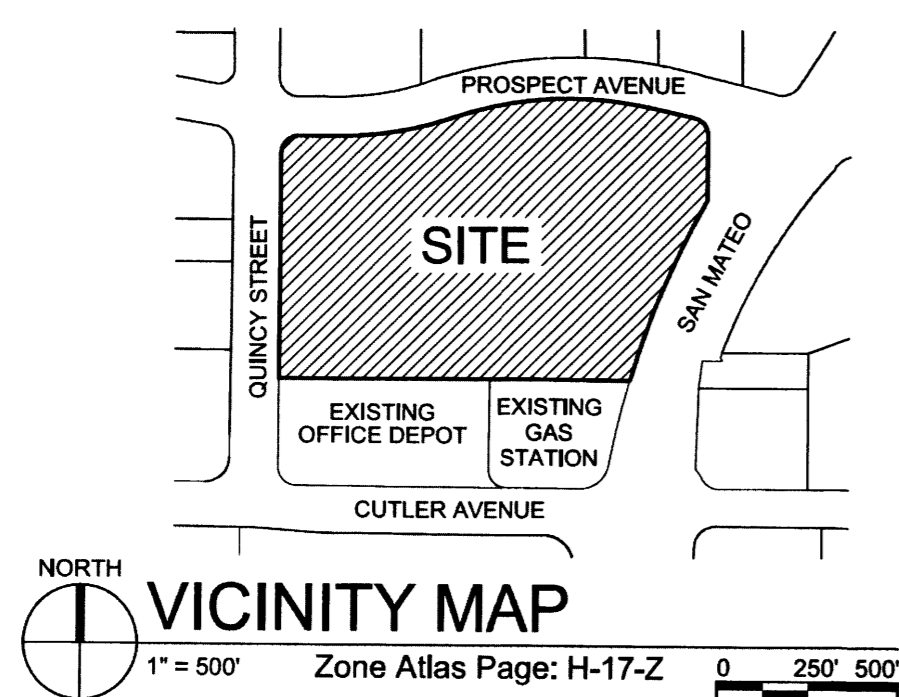 PROSPECT AVENUE
SITE
QUINCY STREET
SAN MATEO
EXISTING
OFFICE DEPOT
EXISTING
GAS
STATION
CUTLER AVENUE
NORTH
VICINITY MAP
1" = 500'
Zone Atlas Page: H-17-Z
0 250' 500'